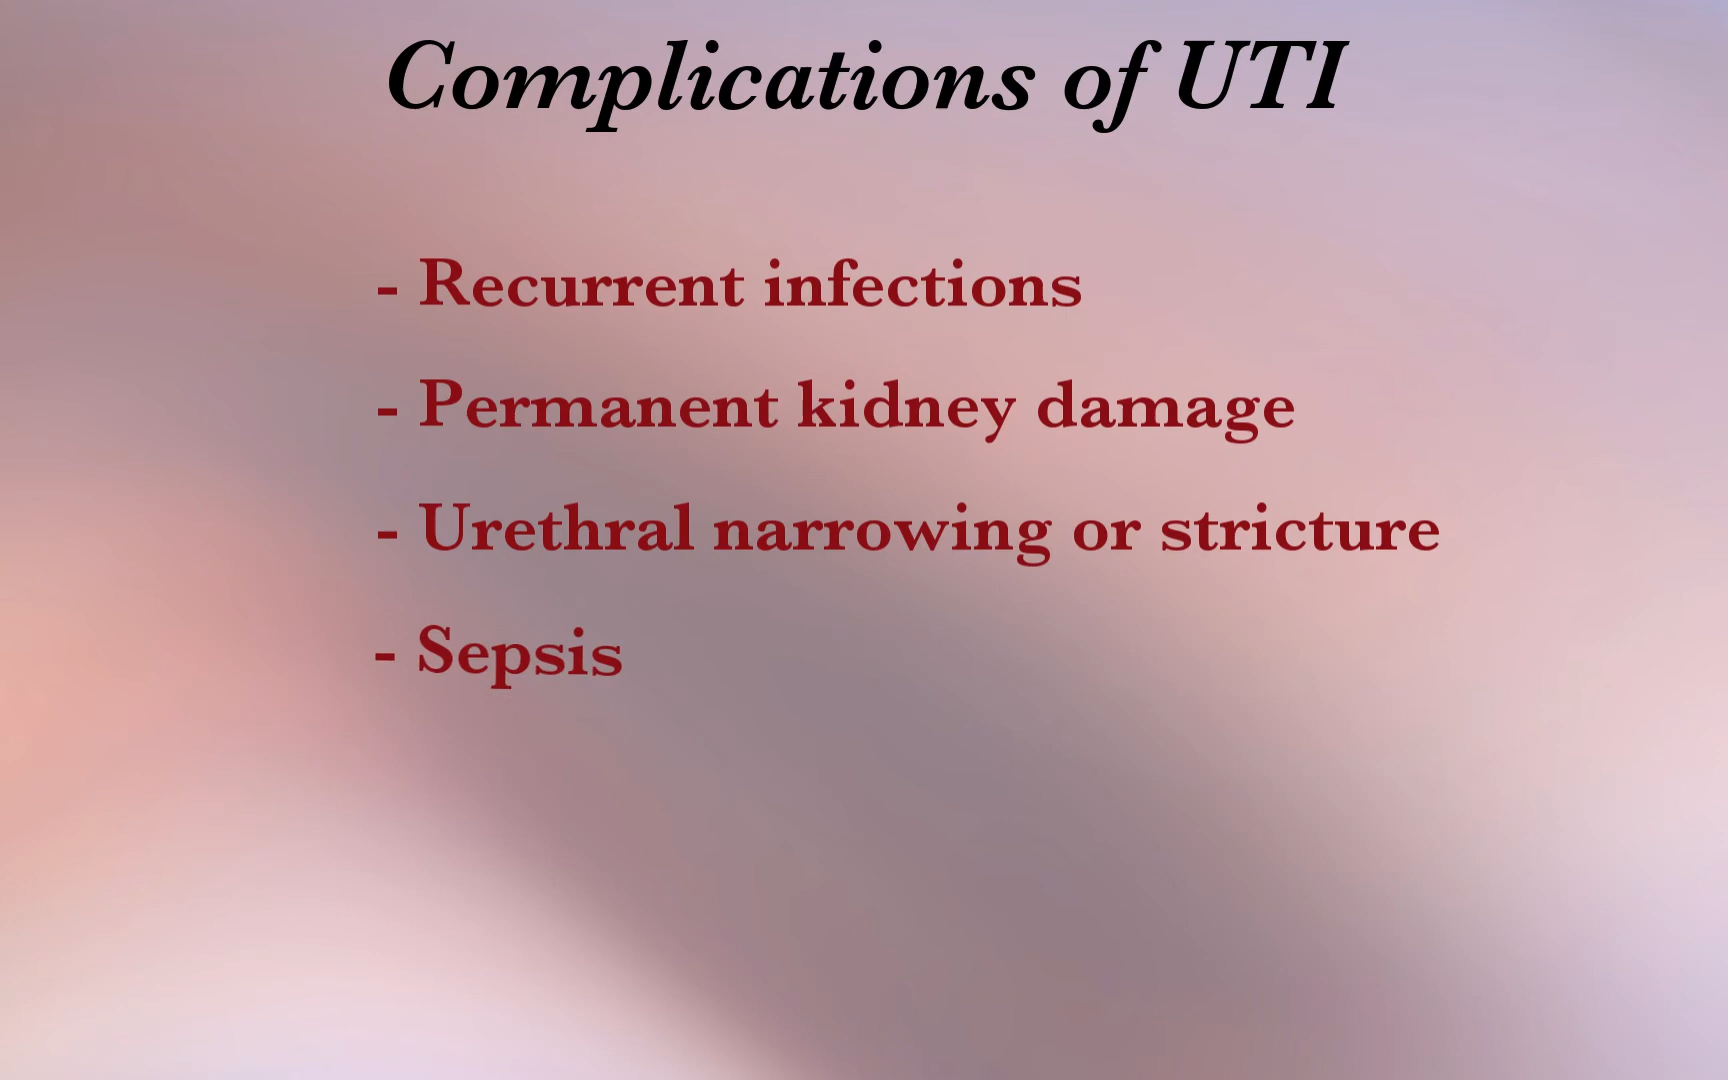 Complications of UTI
- Recurrent infections
- Permanent kidney damage
- Urethral narrowing or stricture
- Sepsis